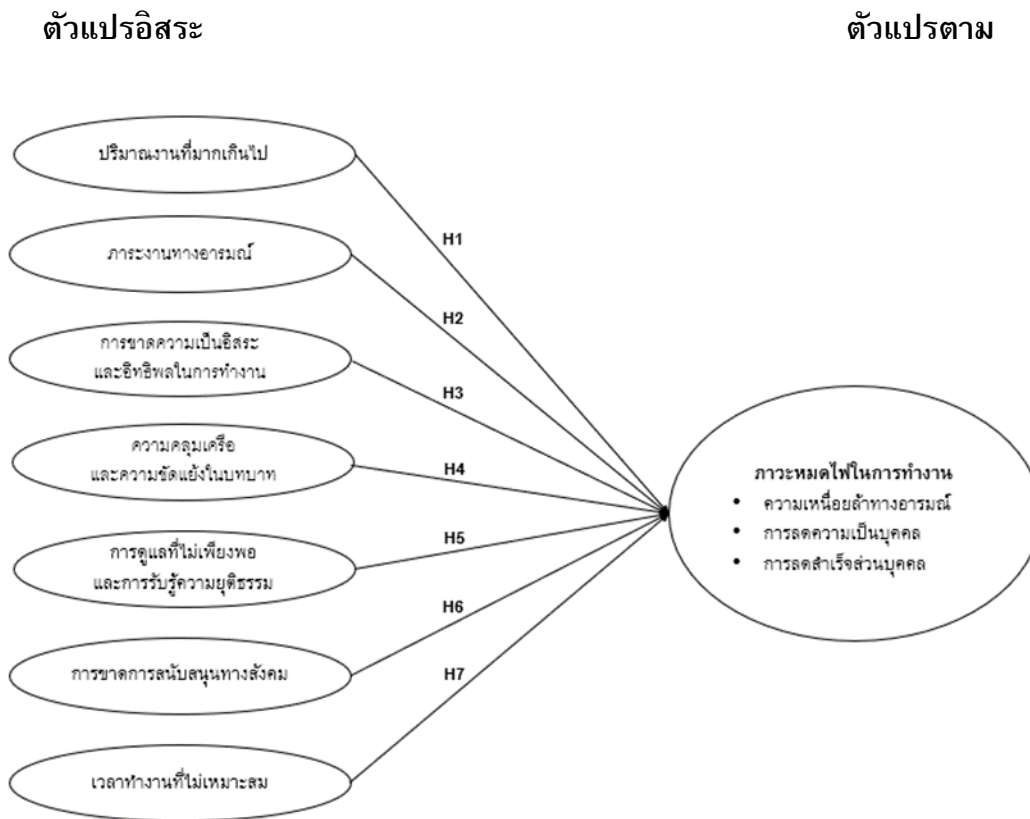 ตัวแปรอิสระ
ตัวแปรตาม
ปริมาณงานที่มากเกินไป
H1
ภาระงานทางอารมณ์
H2
การขาดความเป็นอิสระ
และอิทธิพลในการทำงาน
H3
ความคลุมเครือ
และความขัดแย้งในบทบาท
H4
การดูแลที่ไม่เพียงพอ
และการรับรู้ความยุติธรรม
H5
การขาดการสนับสนุนทางสังคม
H6
เวลาทำงานที่ไม่เหมาะสม
H7
ภาวะหมดไฟในการทำงาน
• ความเหนื่อยล้าทางอารมณ์
• การลดความเป็นบุคคล
• การลดสำเร็จส่วนบุคคล